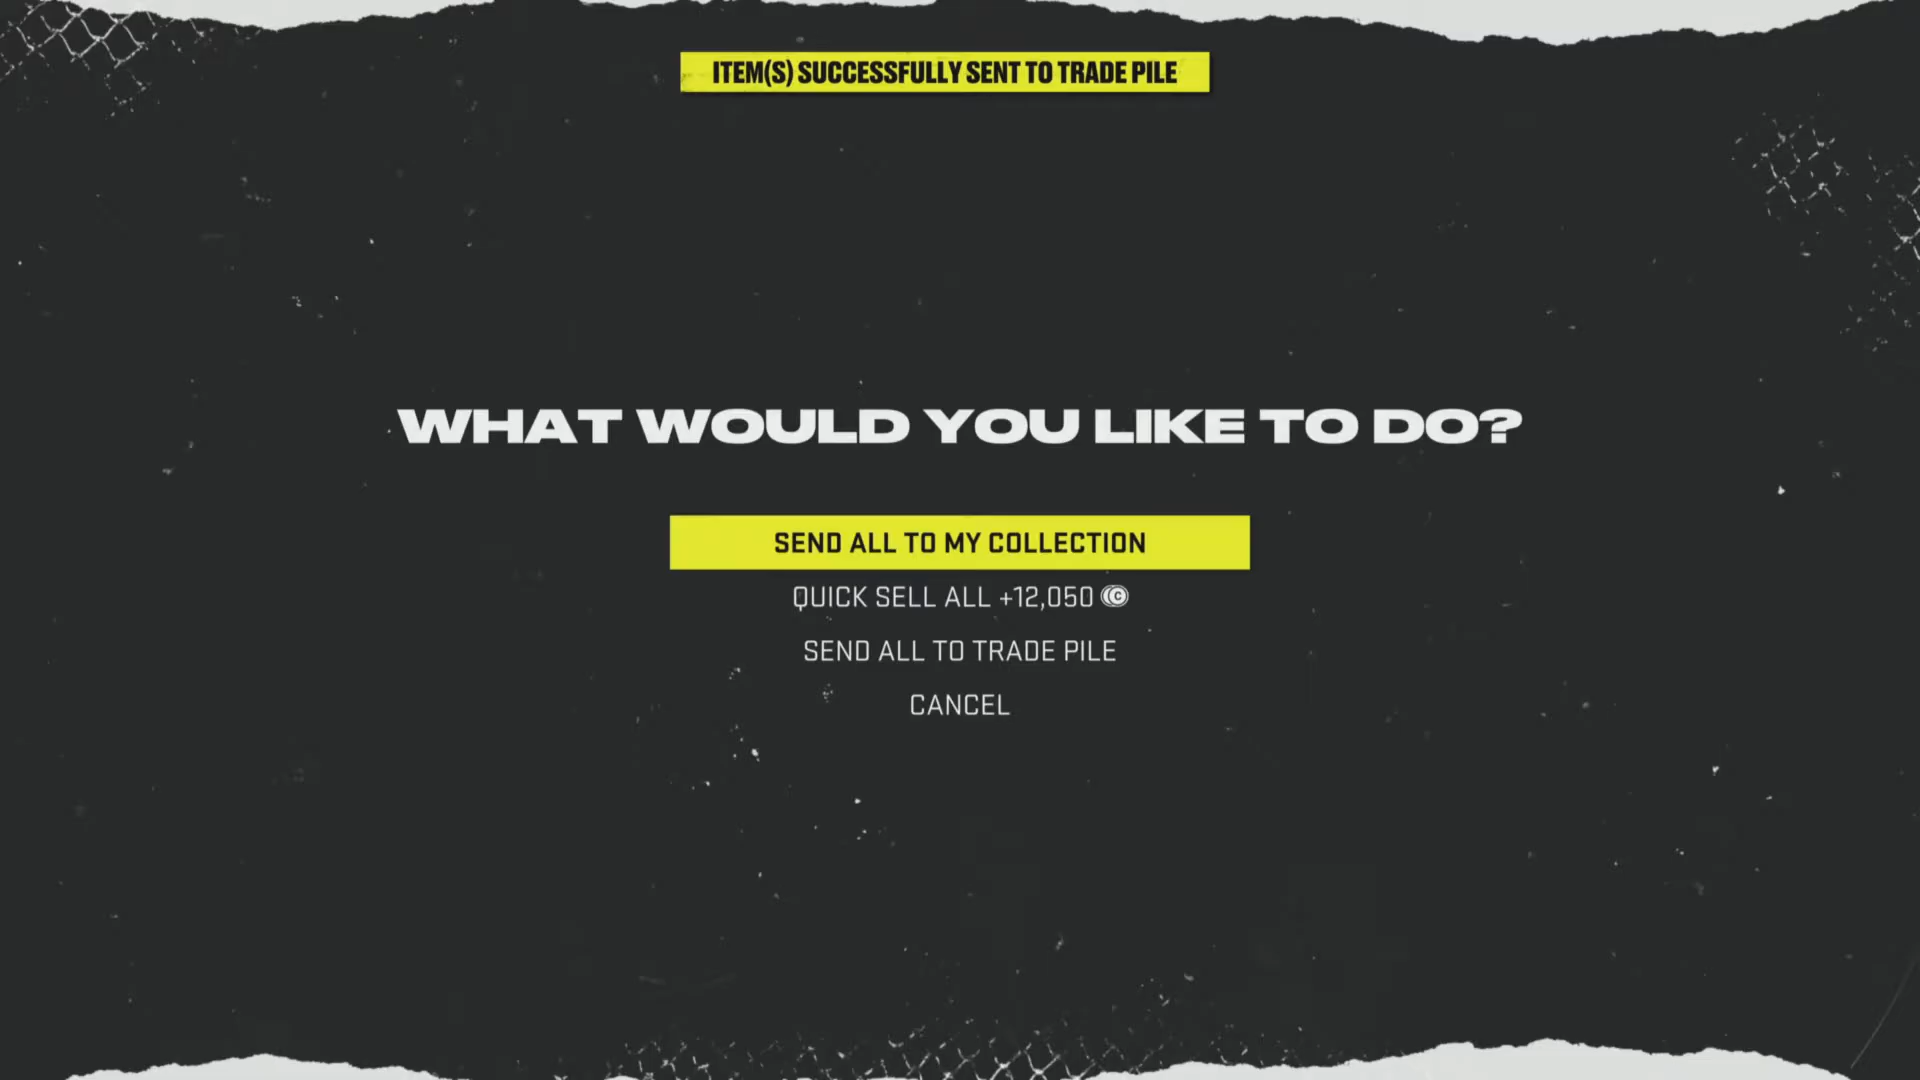 ITEM(S) SUCCESSFULLY SENT TO TRADE PILE
WHAT WOULD YOU LIKE TO DO?
SEND ALL TO MY COLLECTION
QUICK SELL ALL +12,050 C
SEND ALL TO TRADE PILE
CANCEL